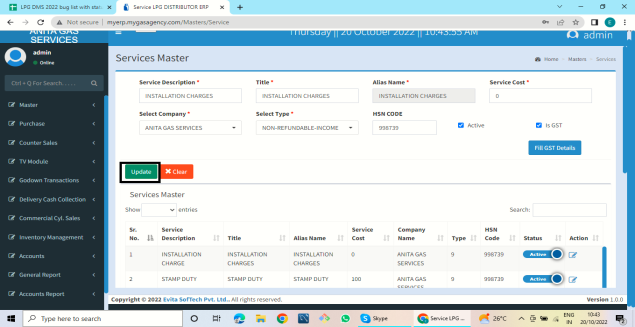 LPG DMS 2022 bug list with stat
Service LPG DISTRIBUTOR ERP
Not secure | myerp.mygasagency.com/Masters/Service
ANITA GAS
SERVICES
Thursday || 20 October 2022 || 10:43:55 AM
admin
admin
Online
Ctrl + Q For Search.....
Master
Purchase
Counter Sales
TV Module
Godown Transactions
Delivery Cash Collection
Commercial Cyl. Sales
Inventory Management
Accounts
General Report
Accounts Report
Services Master
Home Masters Services
Service Description * Title * Alias Name * Service Cost *
INSTALLATION CHARGES INSTALLATION CHARGES INSTALLATION CHARGES 0
Select Company * Select Type * HSN CODE
ANITA GAS SERVICES NON-REFUNDABLE-INCOME 998739 Active Is GST
Fill GST Details
Update Clear
Services Master
Show entries Search:
Sr. No. Service Description Title Alias Name Service Cost Company Name Type HSN Code Status Action
1 INSTALLATION CHARGE INSTALLATION CHARGES INSTALLATION CHARGES 0 ANITA GAS SERVICES 9 998739 Active
2 STAMP DUTY STAMP DUTY STAMP DUTY 100 ANITA GAS SERVICES 9 998739 Active
Copyright © 2022 Evita SofTech Pvt. Ltd.. All rights reserved. Version 1.0.0
Type here to search
Skype
Service LPG ...
26°C
ENG
10:43
20/10/2022